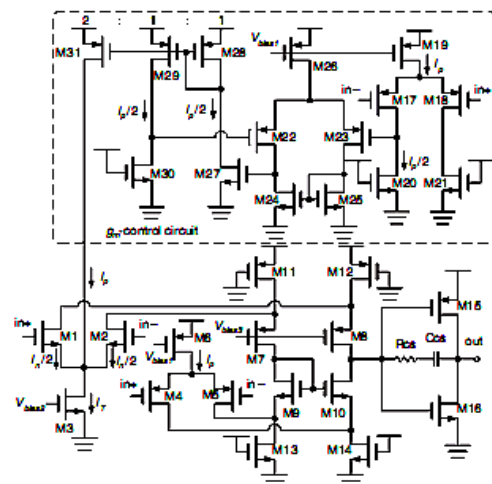 2 : 1 : 1
M31
M29
M28
Vbias1
M26
M19
Ip
in−
M17
M18
in+
Ip/2
Ip/2
M22
M23
Ip/2
M30
M27
M24
M25
M20
M21
gm-control circuit
Ip
M11
M12
M15
in+
M1
M2
in−
M6
M7
M8
Rcs
Ccs
out
In/2
In/2
Vbias1
Ip
in+
M4
M5
in−
M9
M10
M16
Vbias2
M3
IT
M13
M14